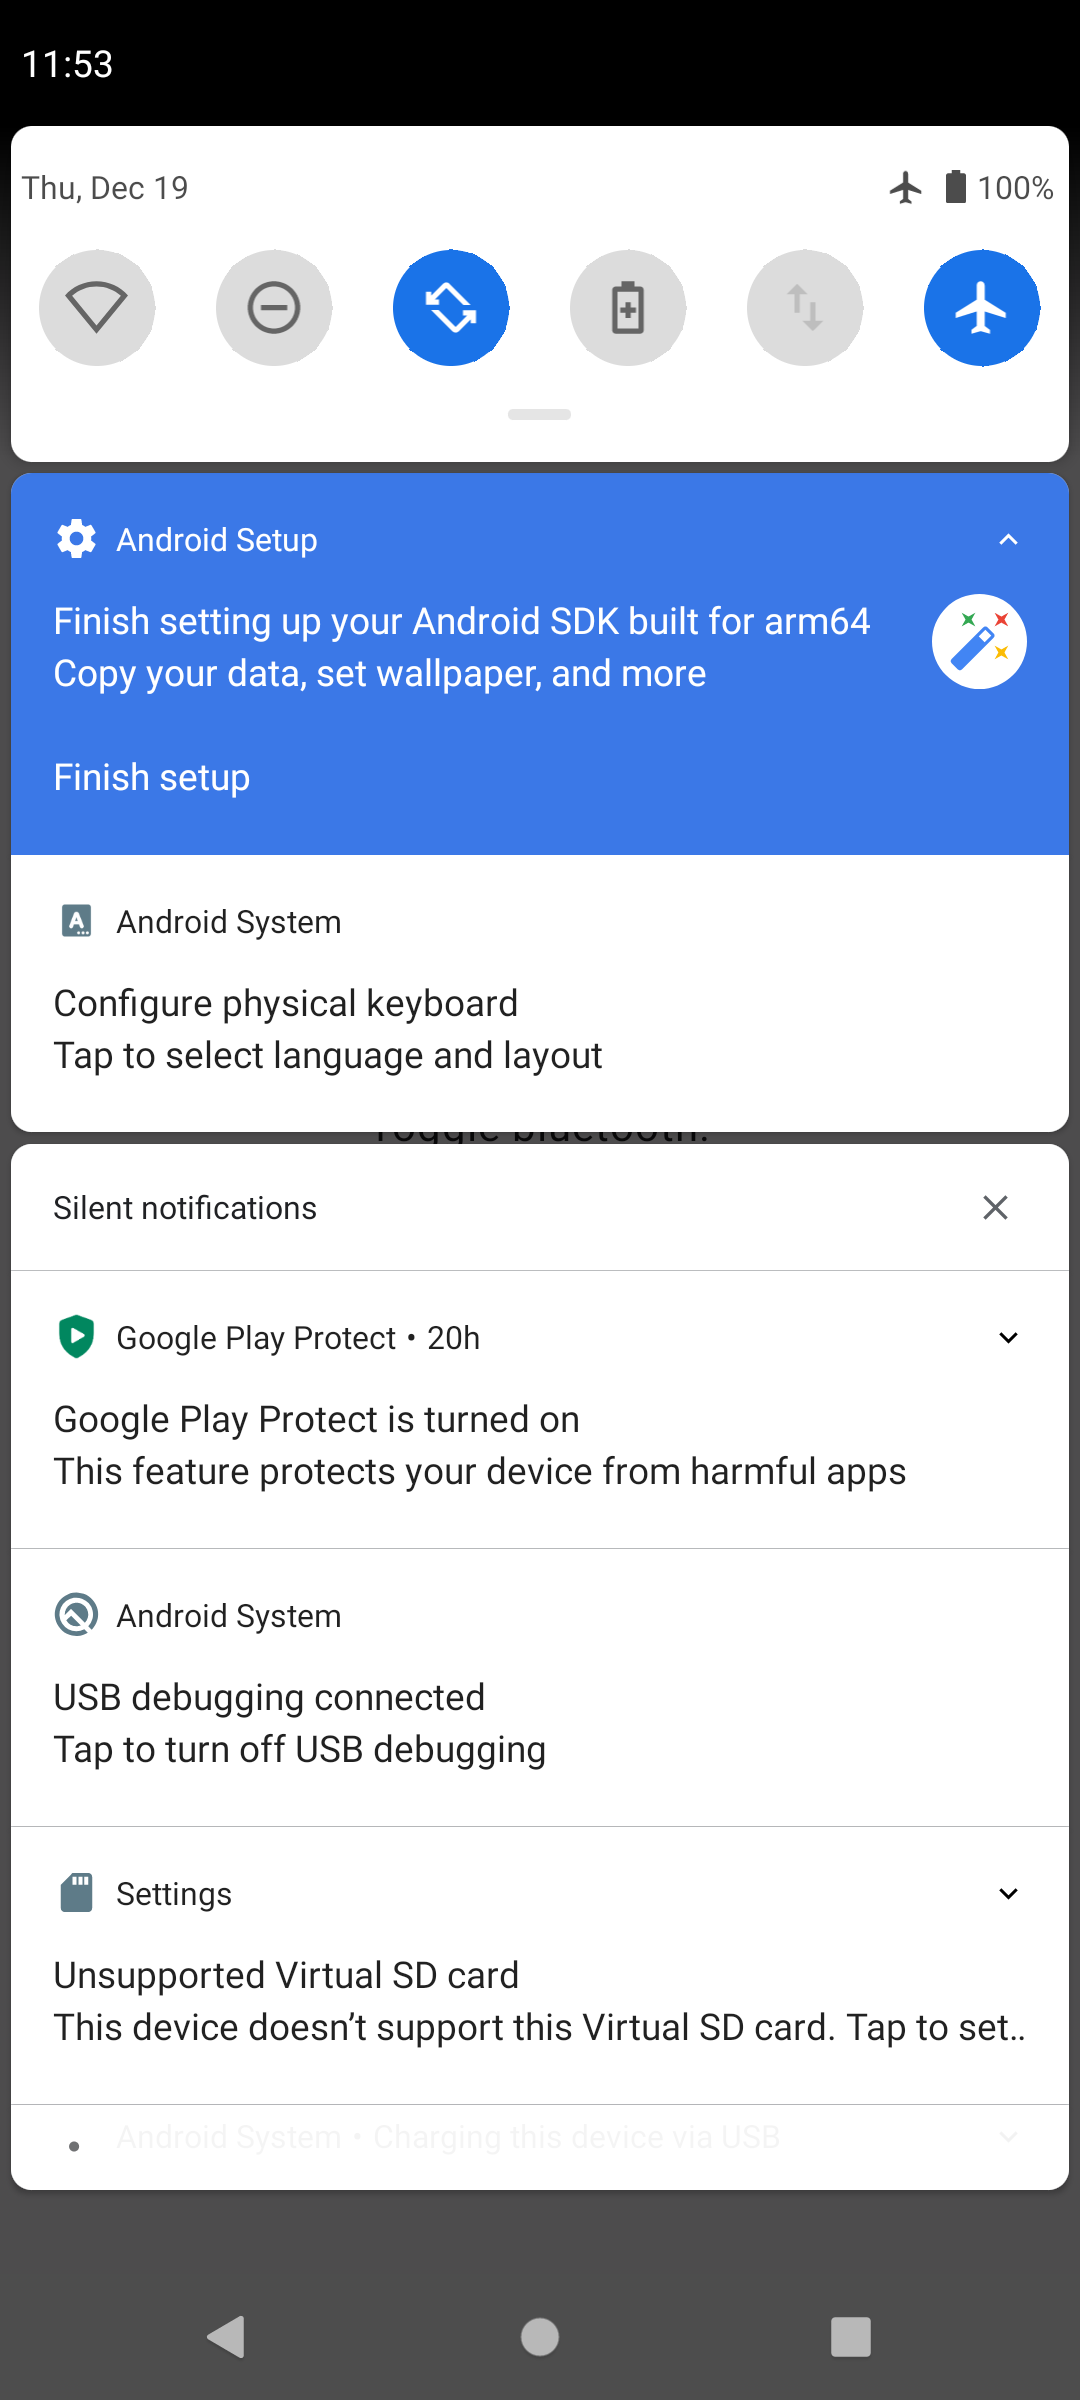 11:53
Thu, Dec 19
100%
Android Setup
Finish setting up your Android SDK built for arm64
Copy your data, set wallpaper, and more
Finish setup
Android System
Configure physical keyboard
Tap to select language and layout
Toggle bluetooth.
Silent notifications
Google Play Protect • 20h
Google Play Protect is turned on
This feature protects your device from harmful apps
Android System
USB debugging connected
Tap to turn off USB debugging
Settings
Unsupported Virtual SD card
This device doesn’t support this Virtual SD card. Tap to set..
Android System • Charging this device via USB